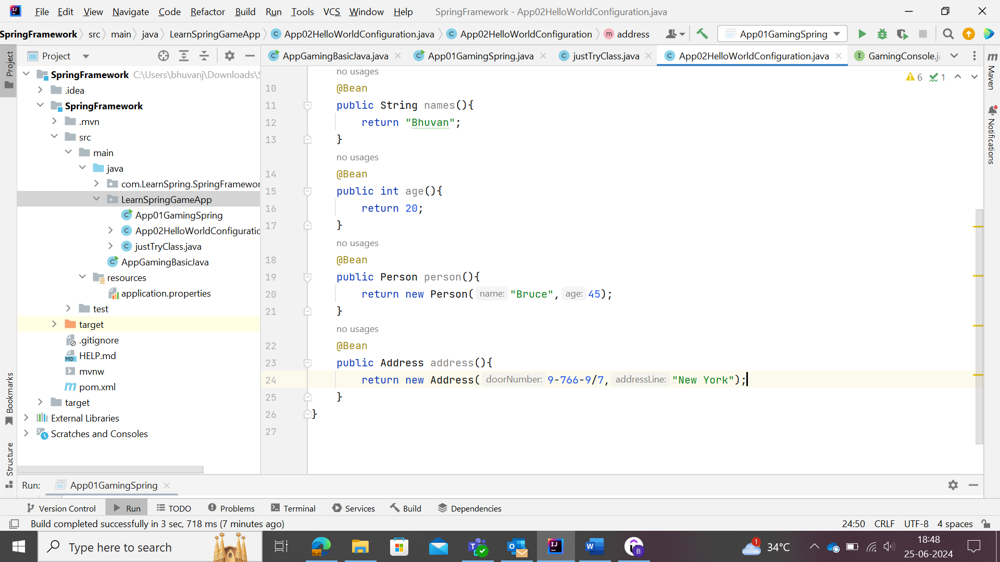 File Edit View Navigate Code Refactor Build Run Tools VCS Window Help SpringFramework - App02HelloWorldConfiguration.java
SpringFramework src main java LearnSpringGameApp App02HelloWorldConfiguration.java App02HelloWorldConfiguration m address App01GamingSpring
Project
AppGamingBasicJava.java App01GamingSpring.java justTryClass.java App02HelloWorldConfiguration.java GamingConsole.ja
Project
SpringFramework C:\Users\bhuvanj\Downloads\S
.idea
SpringFramework
.mvn
src
main
java
com.LearnSpring.SpringFramewor
LearnSpringGameApp
App01GamingSpring
App02HelloWorldConfiguratic
justTryClass.java
AppGamingBasicJava
resources
application.properties
test
target
.gitignore
HELP.md
mvnw
pom.xml
target
External Libraries
Scratches and Consoles
Bookmarks
Structure
no usages
6 1
10 @Bean
11 public String names(){
12 return "Bhuvan";
13 }
no usages
14 @Bean
15 public int age(){
16 return 20;
17 }
no usages
18 @Bean
19 public Person person(){
20 return new Person( name: "Bruce", age: 45);
21 }
no usages
22 @Bean
23 public Address address(){
24 return new Address( doorNumber: 9-766-9/7, addressLine: "New York");
25 }
26 }
27
Maven
Notifications
Run: App01GamingSpring
Version Control Run TODO Problems Terminal Services Build Dependencies
Build completed successfully in 3 sec, 718 ms (7 minutes ago) 24:50 CRLF UTF-8 4 spaces
Type here to search
1 34°C
18:48
25-06-2024